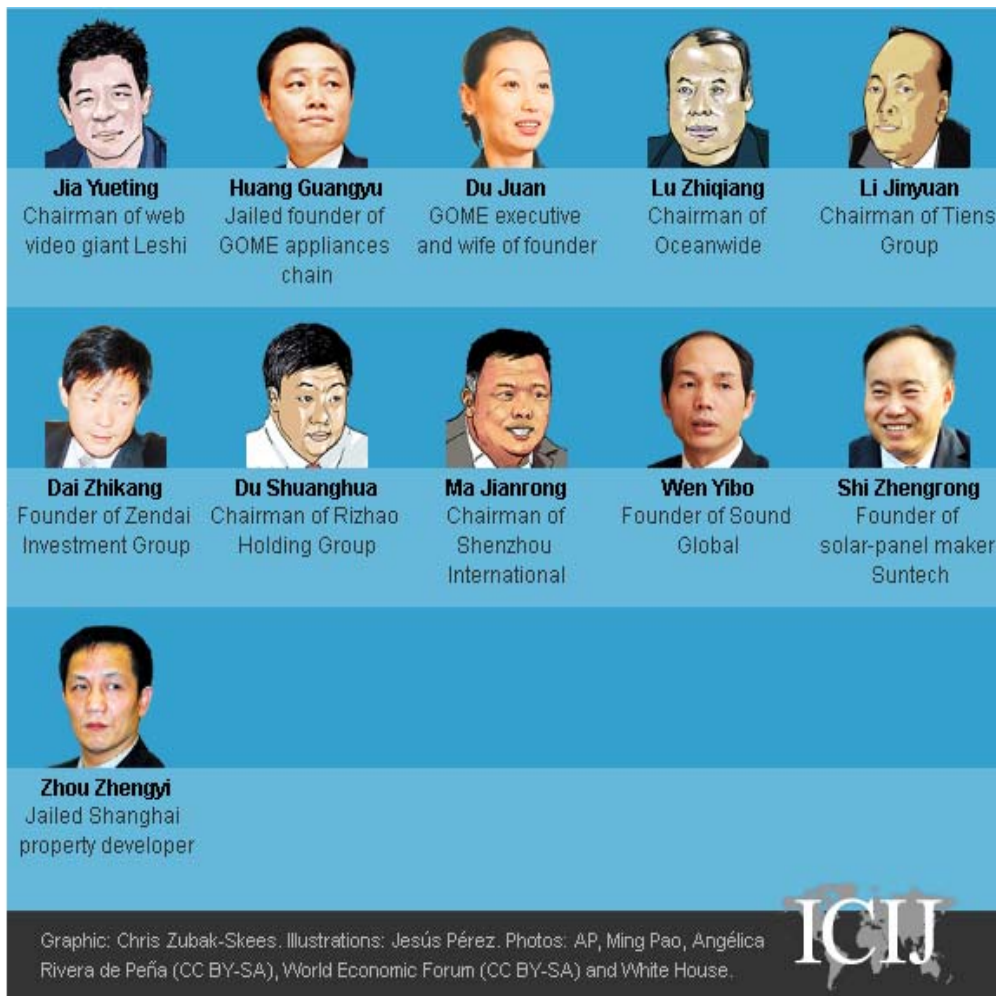 Jia Yueting
Chairman of web
video giant Leshi
Huang Guangyu
Jailed founder of
GOME appliances
chain
Du Juan
GOME executive
and wife of founder
Lu Zhiqiang
Chairman of
Oceanwide
Li Jinyuan
Chairman of Tiens
Group
Dai Zhikang
Founder of Zendai
Investment Group
Du Shuanghua
Chairman of Rizhao
Holding Group
Ma Jianrong
Chairman of
Shenzhou
International
Wen Yibo
Founder of Sound
Global
Shi Zhengrong
Founder of
solar-panel maker
Suntech
Zhou Zhengyi
Jailed Shanghai
property developer
Graphic: Chris Zubak-Skees. Illustrations: Jesús Pérez. Photos: AP, Ming Pao, Angélica
Rivera de Peña (CC BY-SA), World Economic Forum (CC BY-SA) and White House.
ICIJ